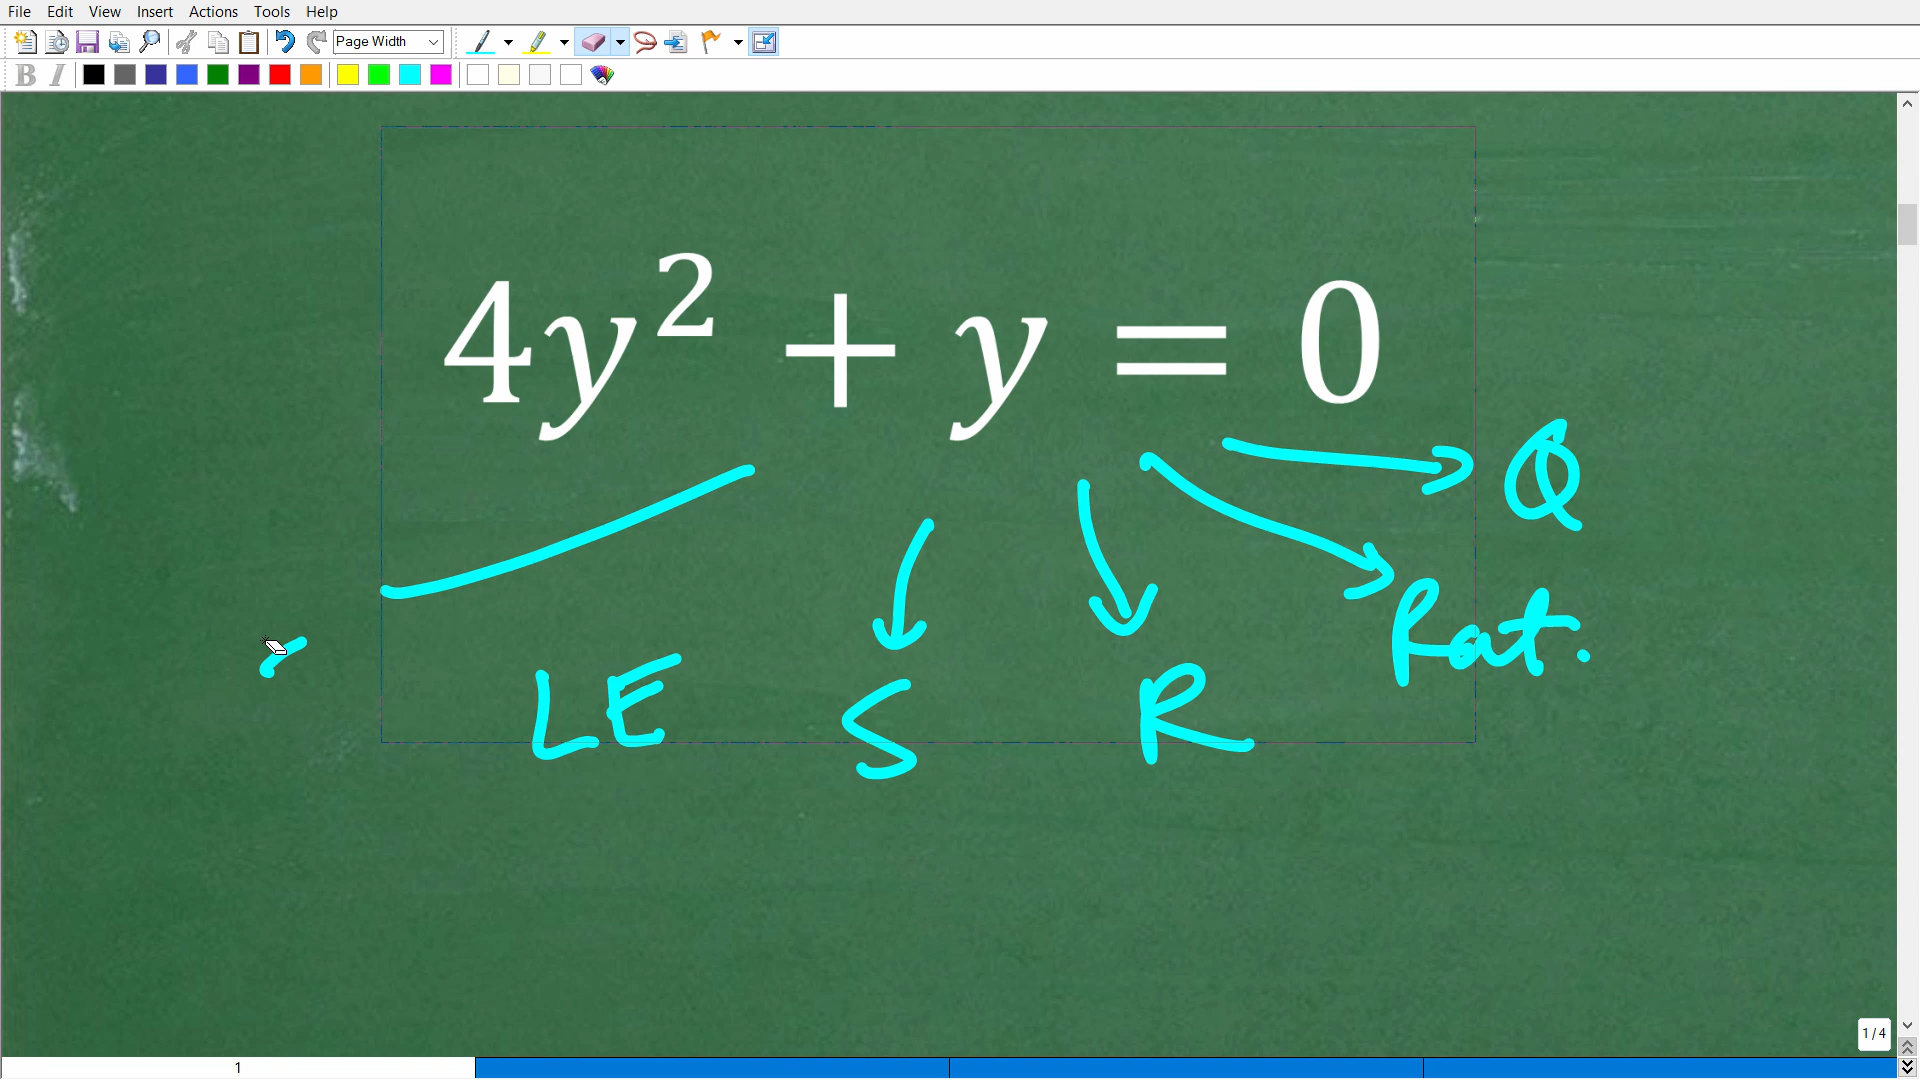 File Edit View Insert Actions Tools Help
Page Width
B I
4y² + y = 0
Q
Rat.
LE S R
1 / 4
1